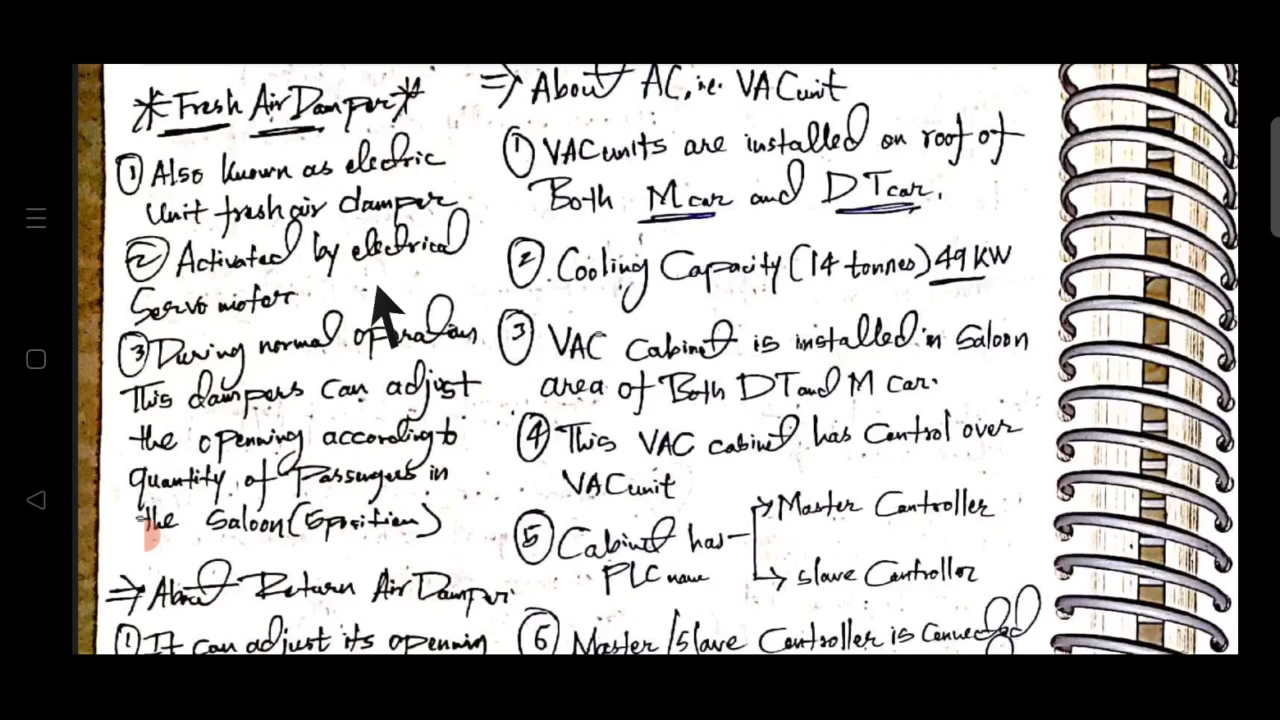 *Fresh Air Damper*
① Also known as electric
Unit fresh air damper
② Activated by electrical
Servo motor
③ During normal operation
This dampers can adjust
the openning according to
quantity of Passengers in
the Saloon (5 position)
⇒ About Return Air Damper.
① It can adjust its openning
⇒ About AC, i.e. VAC unit
① VAC units are installed on roof of
Both M car and DT car.
② Cooling Capacity (14 tonnes) 49 KW
③ VAC Cabinet is installed in Saloon
area of Both DT and M car.
④ This VAC cabinet has Control over
VAC unit
→ Master Controller
⑤ Cabinet has
PLC name
→ Slave Controller
⑥ Master/Slave Controller is Connected